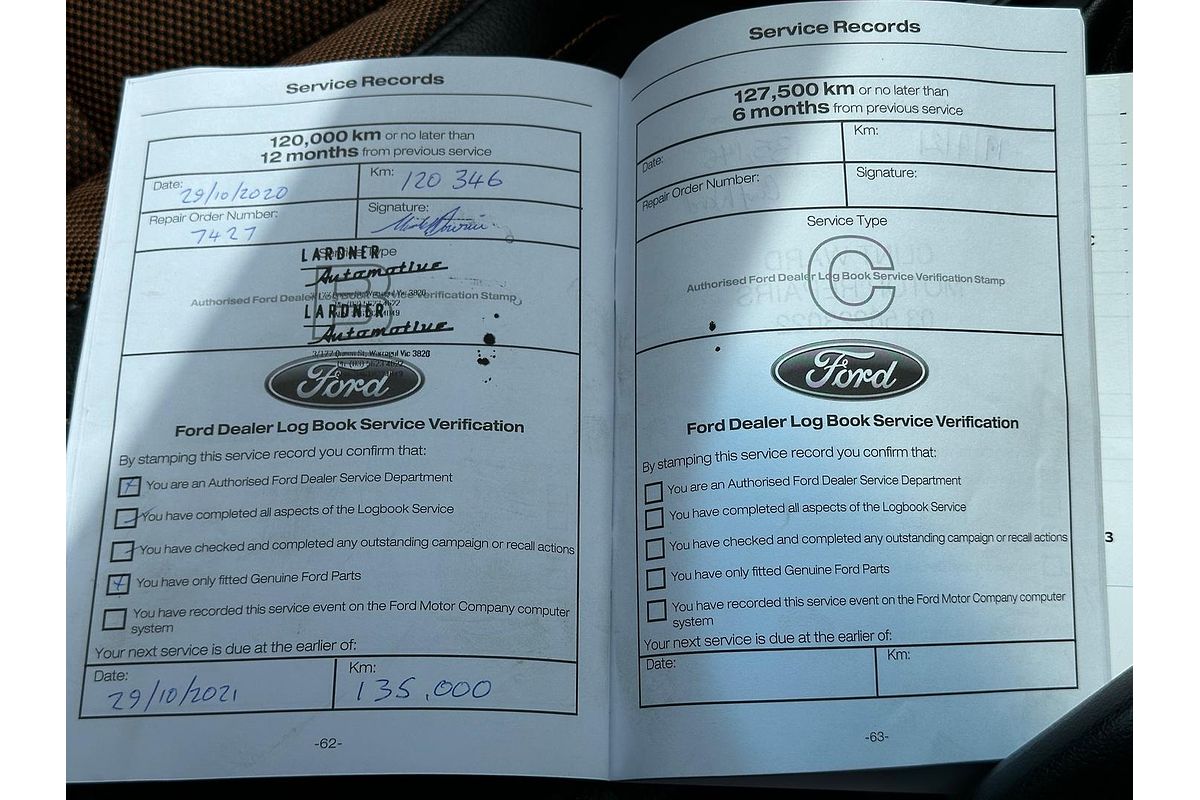 Service Records
120,000 km or no later than
12 months from previous service
Date: 29/10/2020
Km: 120 346
Repair Order Number: 7427
Signature:
Service Type
B
LARDNER
Automotive
Authorised Ford Dealer Log Book Service Verification Stamp
LARDNER
Automotive
3/177 Queen St, Warragul Vic 3820
Ford
Ford Dealer Log Book Service Verification
By stamping this service record you confirm that:
You are an Authorised Ford Dealer Service Department
You have completed all aspects of the Logbook Service
You have checked and completed any outstanding campaign or recall actions
You have only fitted Genuine Ford Parts
You have recorded this service event on the Ford Motor Company computer
system
Your next service is due at the earlier of:
Date: 29/10/2021
Km: 135,000
-62-
Service Records
127,500 km or no later than
6 months from previous service
Date:
Km:
Repair Order Number:
Signature:
Service Type
C
Authorised Ford Dealer Log Book Service Verification Stamp
Ford
Ford Dealer Log Book Service Verification
By stamping this service record you confirm that:
You are an Authorised Ford Dealer Service Department
You have completed all aspects of the Logbook Service
You have checked and completed any outstanding campaign or recall actions
You have only fitted Genuine Ford Parts
You have recorded this service event on the Ford Motor Company computer
system
Your next service is due at the earlier of:
Date:
Km:
-63-
3